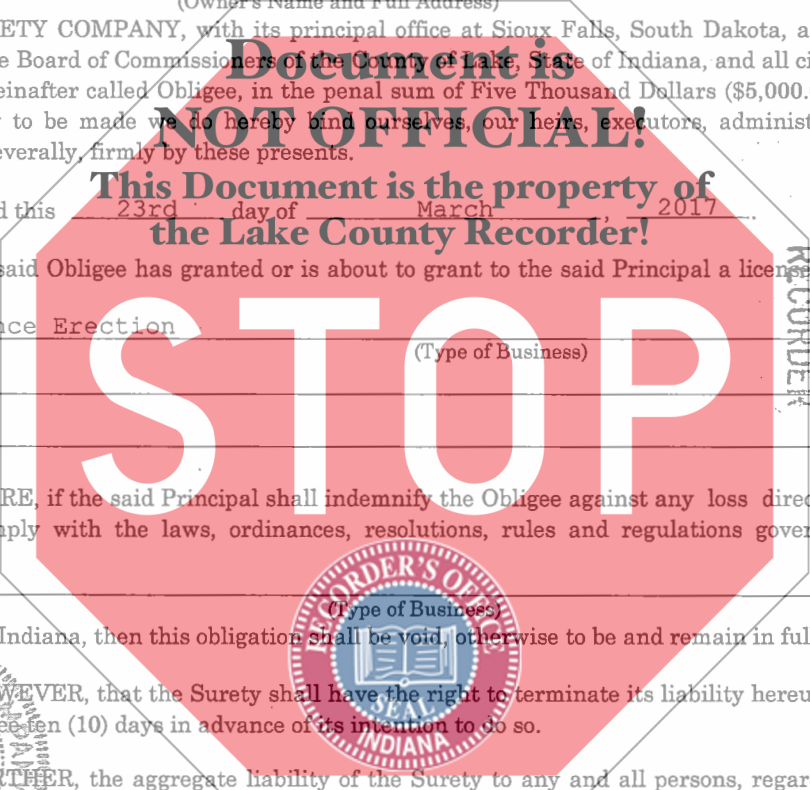 (Owner's Name and Full Address)
ETY COMPANY, with its principal office at Sioux Falls, South Dakota, a
e Board of Commissioners of the County of Lake, State of Indiana, and all ci
Document is
einafter called Obligee, in the penal sum of Five Thousand Dollars ($5,000.
NOT OFFICIAL!
to be made we do hereby bind ourselves, our heirs, executors, administ
everally, firmly by these presents.
This Document is the property of
d this 23rd day of March, 2017.
the Lake County Recorder!
said Obligee has granted or is about to grant to the said Principal a license
RECORDER
nce Erection
(Type of Business)
STOP
RE, if the said Principal shall indemnify the Obligee against any loss direc
mply with the laws, ordinances, resolutions, rules and regulations gover
RECORDER'S OFFICE
(Type of Business)
Indiana, then this obligation shall be void, otherwise to be and remain in full
WEVER, that the Surety shall have the right to terminate its liability hereu
SEAL
ee ten (10) days in advance of its intention to do so.
INDIANA
RTHER, the aggregate liability of the Surety to any and all persons, regar